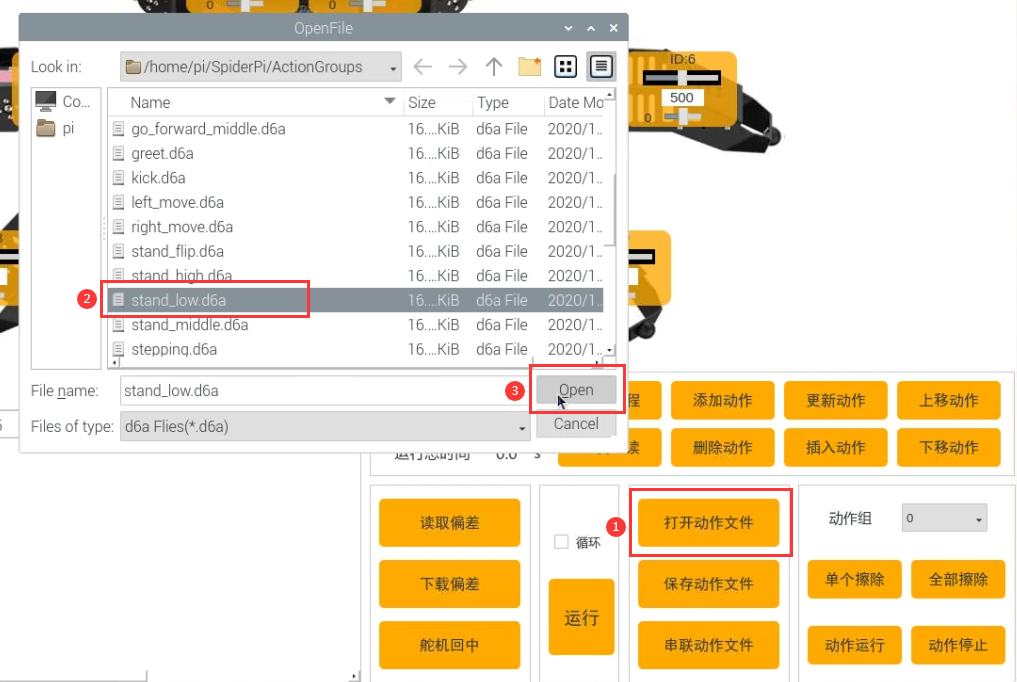 0
0
OpenFile
Look in:
/home/pi/SpiderPi/ActionGroups
Co...
pi
Name Size Type Date Mo
go_forward_middle.d6a 16....KiB d6a File 2020/1..
greet.d6a 16....KiB d6a File 2020/1..
kick.d6a 16....KiB d6a File 2020/1..
left_move.d6a 16....KiB d6a File 2020/1..
right_move.d6a 16....KiB d6a File 2020/1..
stand_flip.d6a 16....KiB d6a File 2020/1..
stand_high.d6a 16....KiB d6a File 2020/1..
2
stand_low.d6a 16....KiB d6a File 2020/1..
stand_middle.d6a 16....KiB d6a File 2020/1..
stepping.d6a 16....KiB d6a File 2020/1..
File name: stand_low.d6a
3
Open
Files of type: d6a Flies(*.d6a)
Cancel
ID:6
500
0
程 添加动作 更新动作 上移动作
运行总时间 0.0 s 读 删除动作 插入动作 下移动作
读取偏差
下载偏差
舵机回中
循环
运行
1
打开动作文件
保存动作文件
串联动作文件
动作组 0
单个擦除 全部擦除
动作运行 动作停止